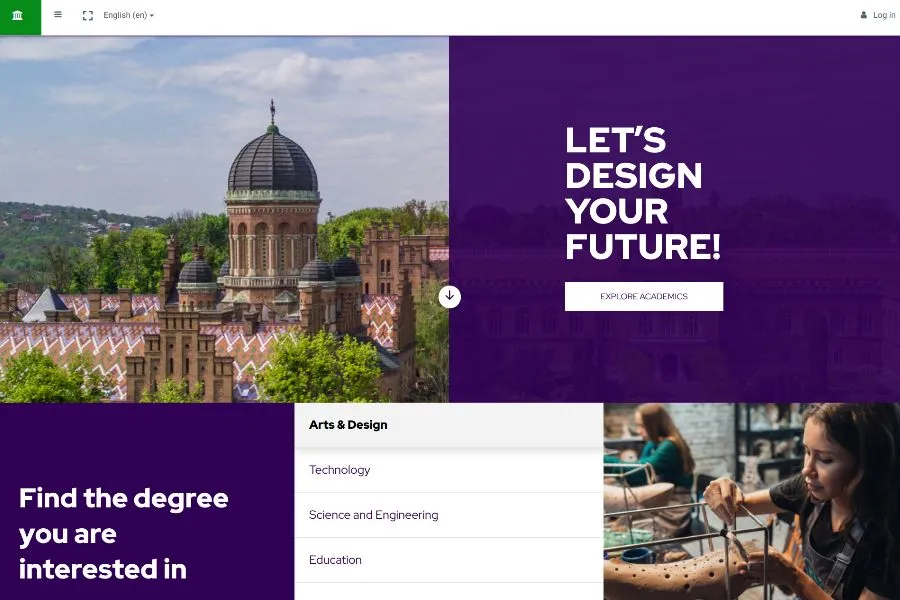 English (en)
Log in
LET’S
DESIGN
YOUR
FUTURE!
EXPLORE ACADEMICS
Find the degree
you are
interested in
Arts & Design
Technology
Science and Engineering
Education